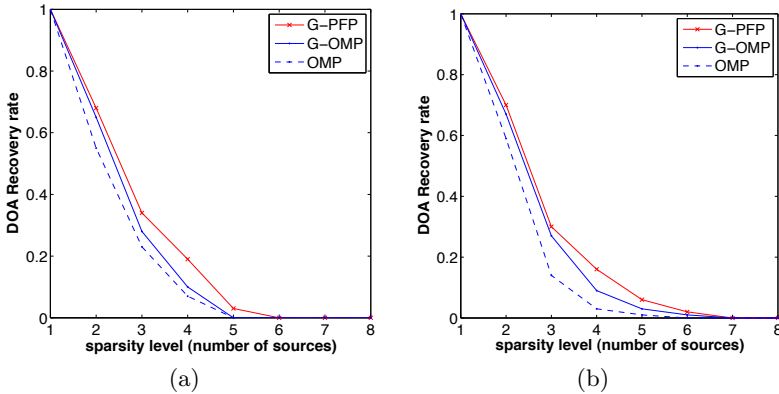 1
0.8
0.6
0.4
0.2
0
DOA Recovery rate
G−PFP
G−OMP
OMP
1 2 3 4 5 6 7 8
sparsity level (number of sources)
(a)
1
0.8
0.6
0.4
0.2
0
DOA Recovery rate
G−PFP
G−OMP
OMP
1 2 3 4 5 6 7 8
sparsity level (number of sources)
(b)